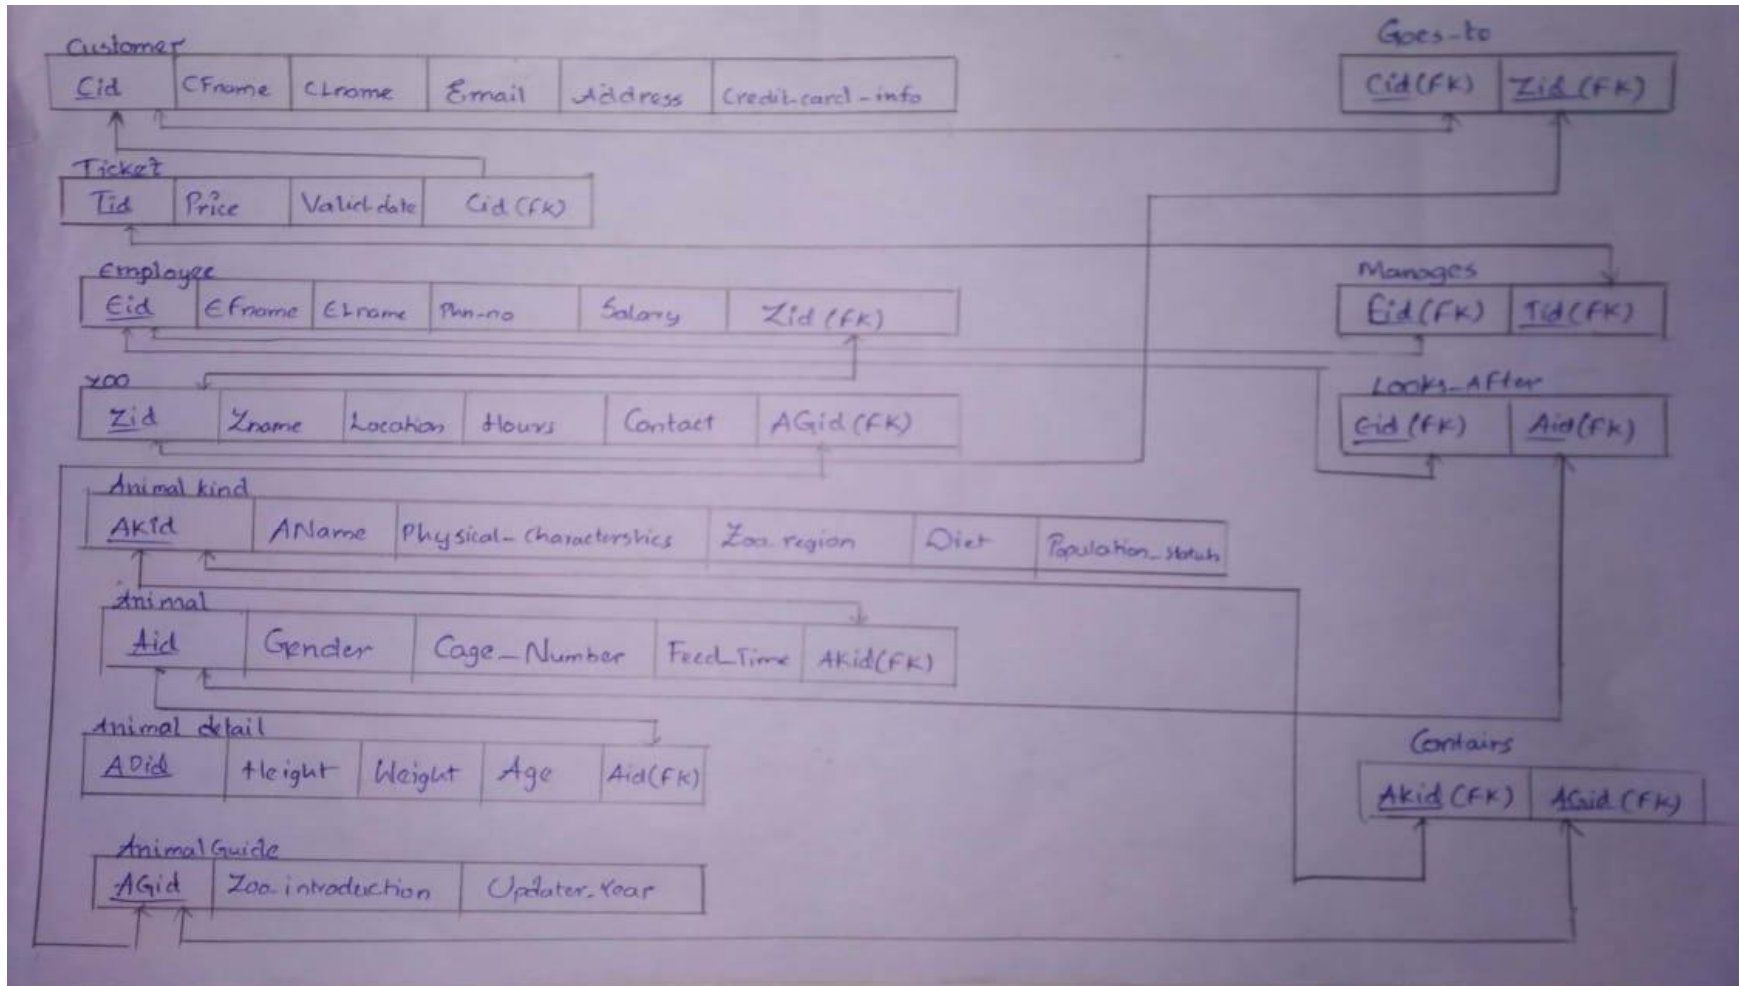 Customer
Cid CFname CLname Email Address Credit-card-info
Goes-to
Cid(FK) Zid(FK)
Ticket
Tid Price Valid-date Cid(FK)
Employee
Eid EFname ELname Phn-no Salary Zid(FK)
Manages
Eid(FK) Tid(FK)
Zoo
Zid Zname Location Hours Contact AGid(FK)
Looks-After
Eid(FK) Aid(FK)
Animal kind
AKid AName Physical-Characterstics Zoo-region Diet Population-status
Animal
Aid Gender Cage-Number Feed-Time AKid(FK)
Animal detail
ADid Height Weight Age Aid(FK)
Contains
AKid(FK) AGid(FK)
Animal Guide
AGid Zoo-introduction Updater-Year